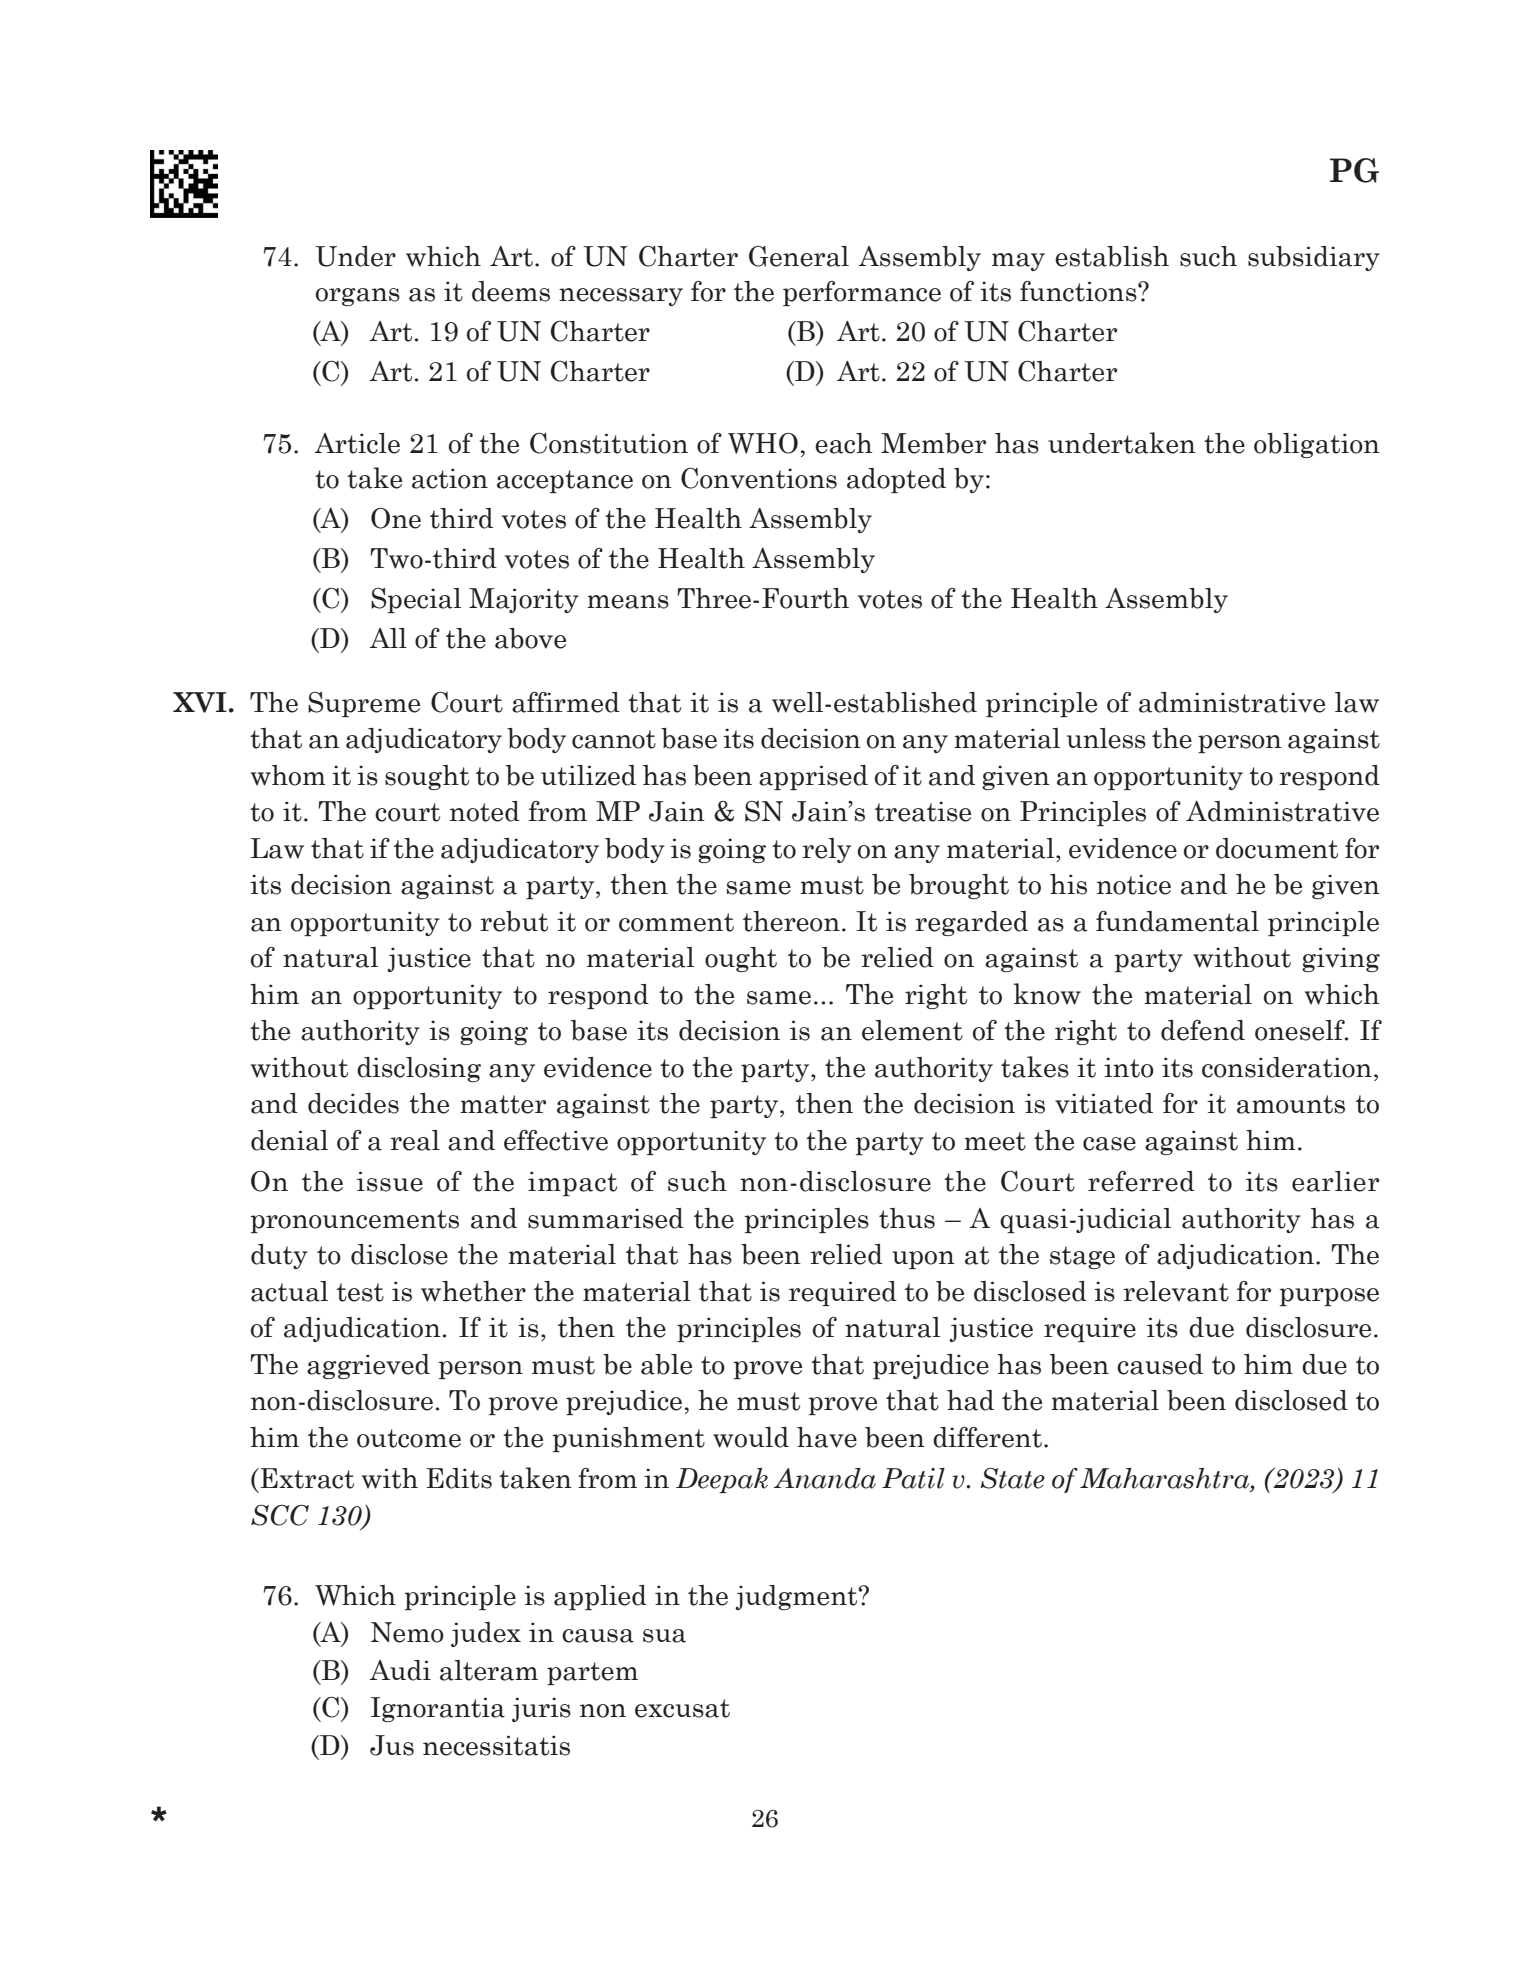 PG
74. Under which Art. of UN Charter General Assembly may establish such subsidiary
organs as it deems necessary for the performance of its functions?
(A) Art. 19 of UN Charter (B) Art. 20 of UN Charter
(C) Art. 21 of UN Charter (D) Art. 22 of UN Charter
75. Article 21 of the Constitution of WHO, each Member has undertaken the obligation
to take action acceptance on Conventions adopted by:
(A) One third votes of the Health Assembly
(B) Two-third votes of the Health Assembly
(C) Special Majority means Three-Fourth votes of the Health Assembly
(D) All of the above
XVI. The Supreme Court affirmed that it is a well-established principle of administrative law
that an adjudicatory body cannot base its decision on any material unless the person against
whom it is sought to be utilized has been apprised of it and given an opportunity to respond
to it. The court noted from MP Jain & SN Jain’s treatise on Principles of Administrative
Law that if the adjudicatory body is going to rely on any material, evidence or document for
its decision against a party, then the same must be brought to his notice and he be given
an opportunity to rebut it or comment thereon. It is regarded as a fundamental principle
of natural justice that no material ought to be relied on against a party without giving
him an opportunity to respond to the same... The right to know the material on which
the authority is going to base its decision is an element of the right to defend oneself. If
without disclosing any evidence to the party, the authority takes it into its consideration,
and decides the matter against the party, then the decision is vitiated for it amounts to
denial of a real and effective opportunity to the party to meet the case against him.
On the issue of the impact of such non-disclosure the Court referred to its earlier
pronouncements and summarised the principles thus – A quasi-judicial authority has a
duty to disclose the material that has been relied upon at the stage of adjudication. The
actual test is whether the material that is required to be disclosed is relevant for purpose
of adjudication. If it is, then the principles of natural justice require its due disclosure.
The aggrieved person must be able to prove that prejudice has been caused to him due to
non-disclosure. To prove prejudice, he must prove that had the material been disclosed to
him the outcome or the punishment would have been different.
(Extract with Edits taken from in Deepak Ananda Patil v. State of Maharashtra, (2023) 11
SCC 130)
76. Which principle is applied in the judgment?
(A) Nemo judex in causa sua
(B) Audi alteram partem
(C) Ignorantia juris non excusat
(D) Jus necessitatis
* 26